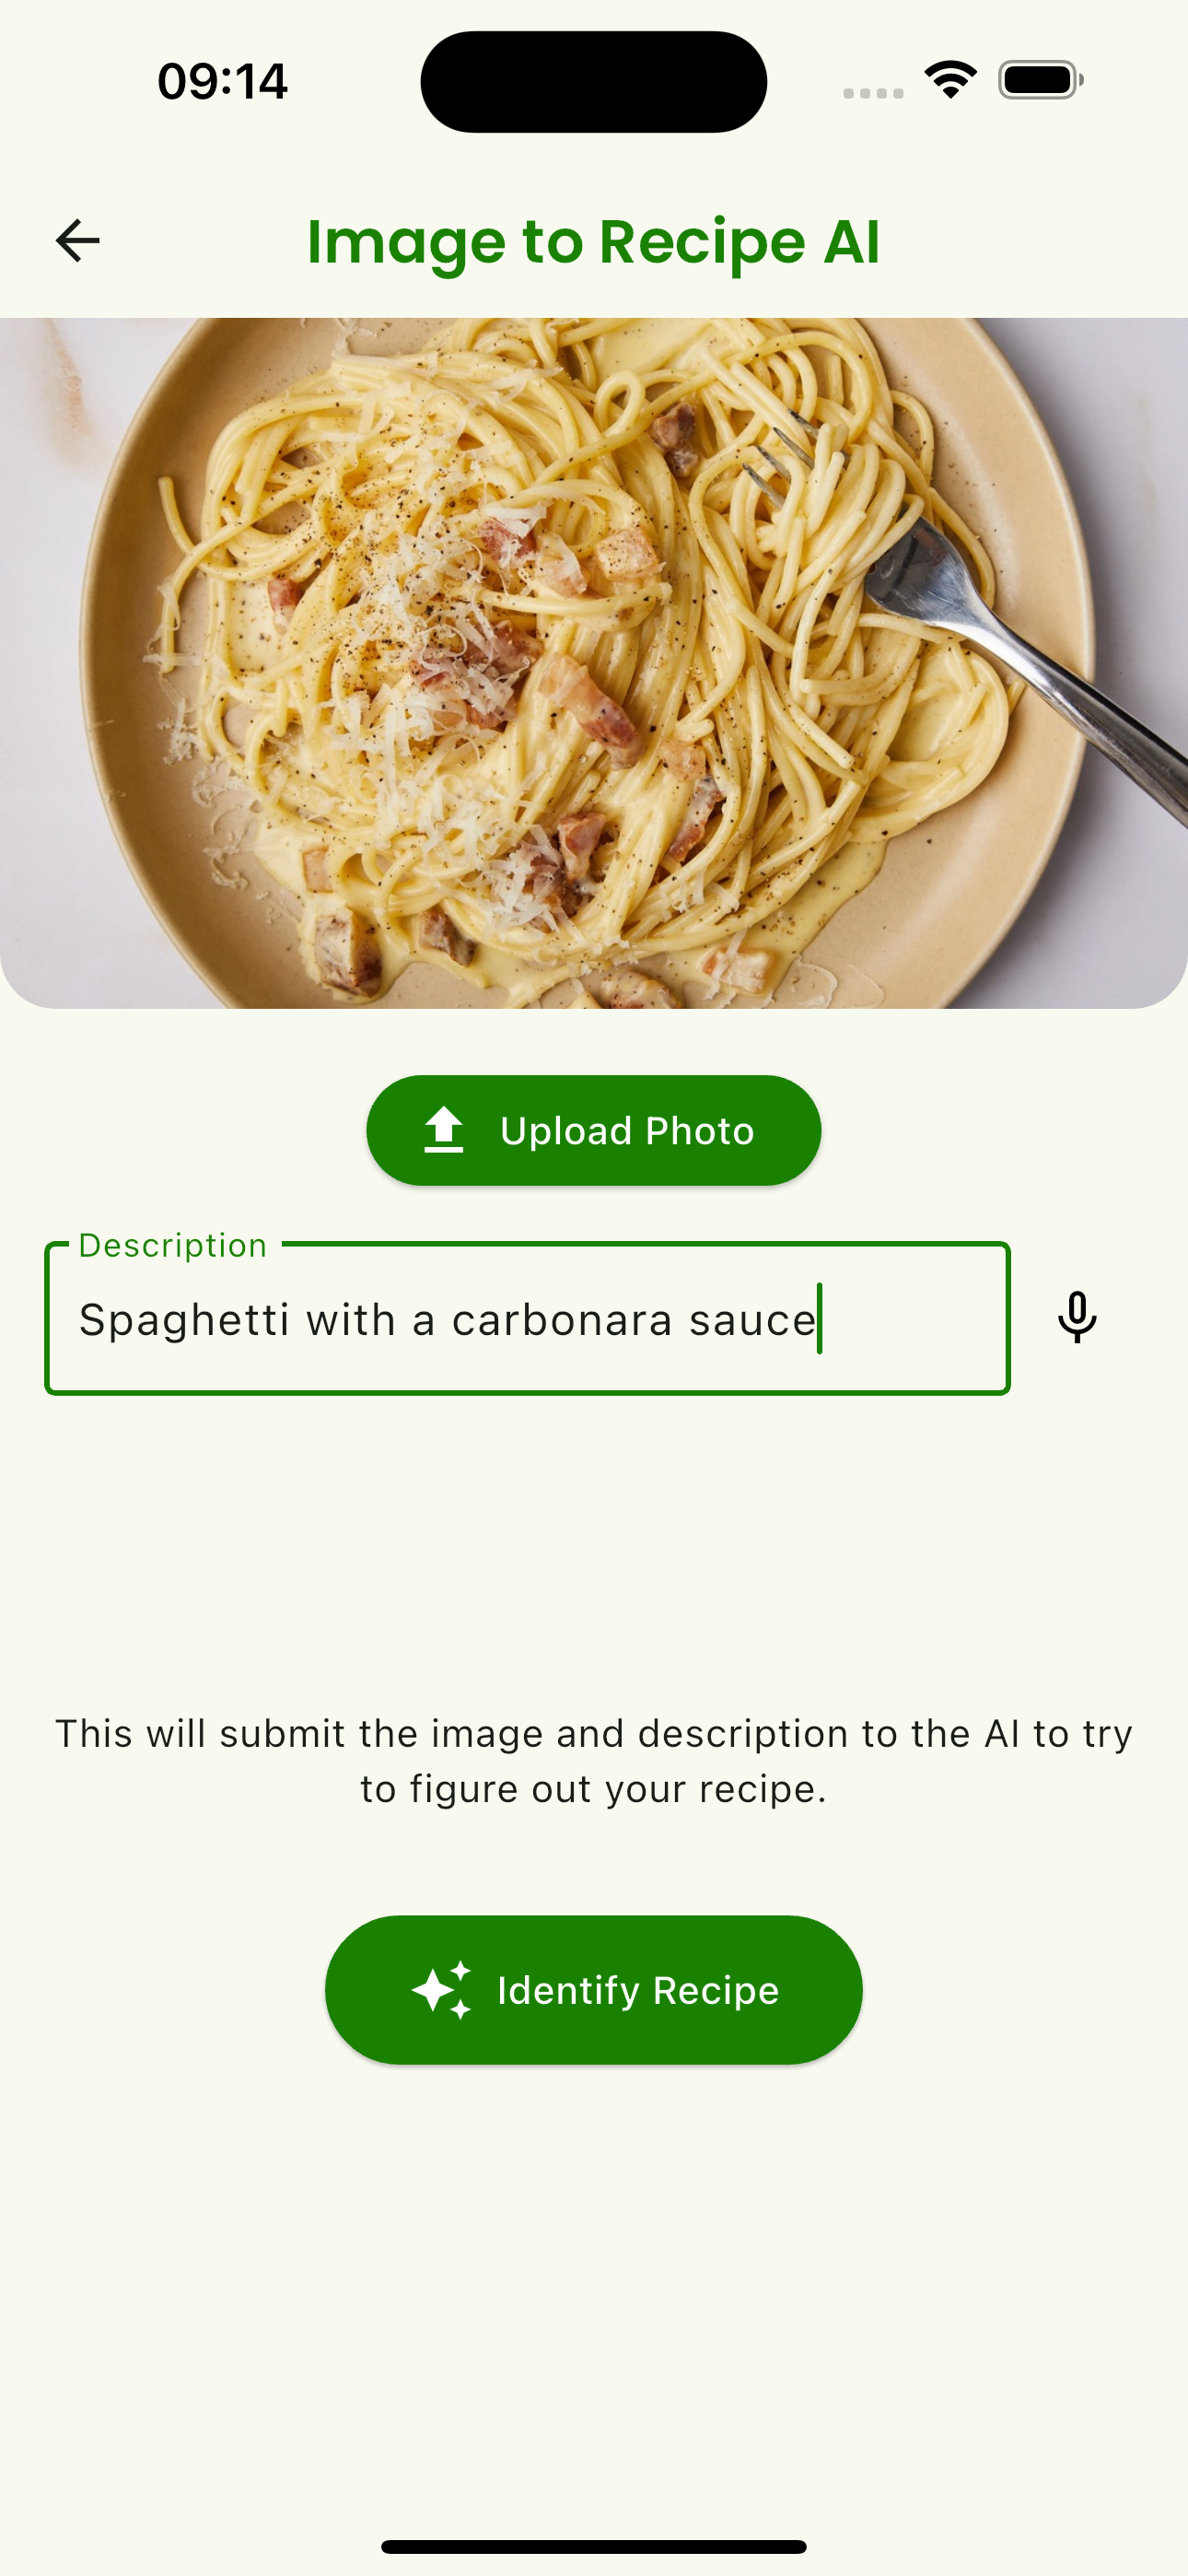 09:14
Image to Recipe AI
Upload Photo
Description
Spaghetti with a carbonara sauce
This will submit the image and description to the AI to try
to figure out your recipe.
Identify Recipe